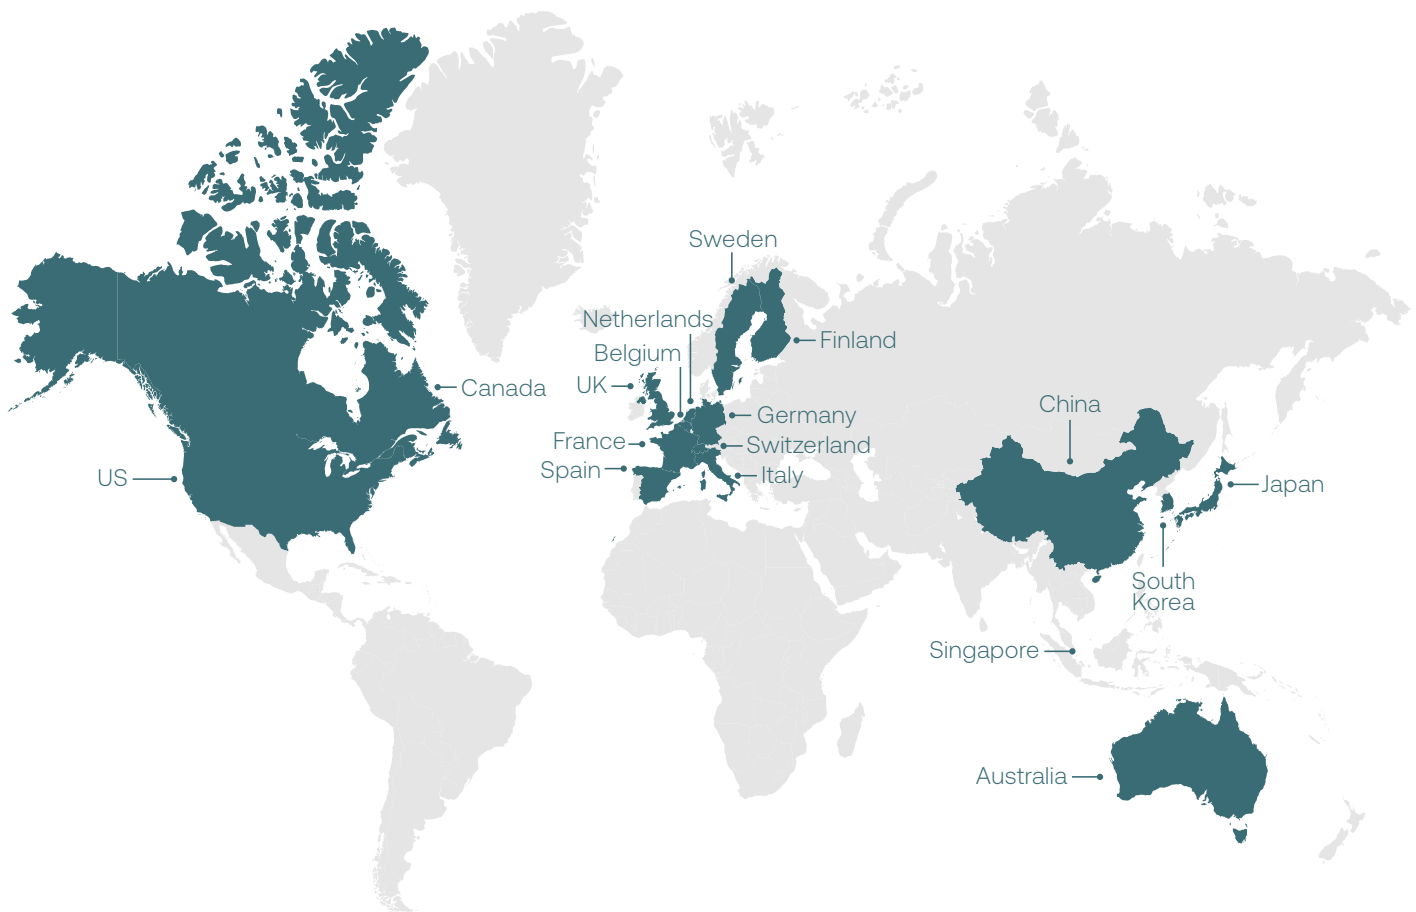 Sweden
Netherlands
Finland
Belgium
UK
Canada
China
Germany
France
Switzerland
Spain
Italy
US
Japan
South
Korea
Singapore
Australia